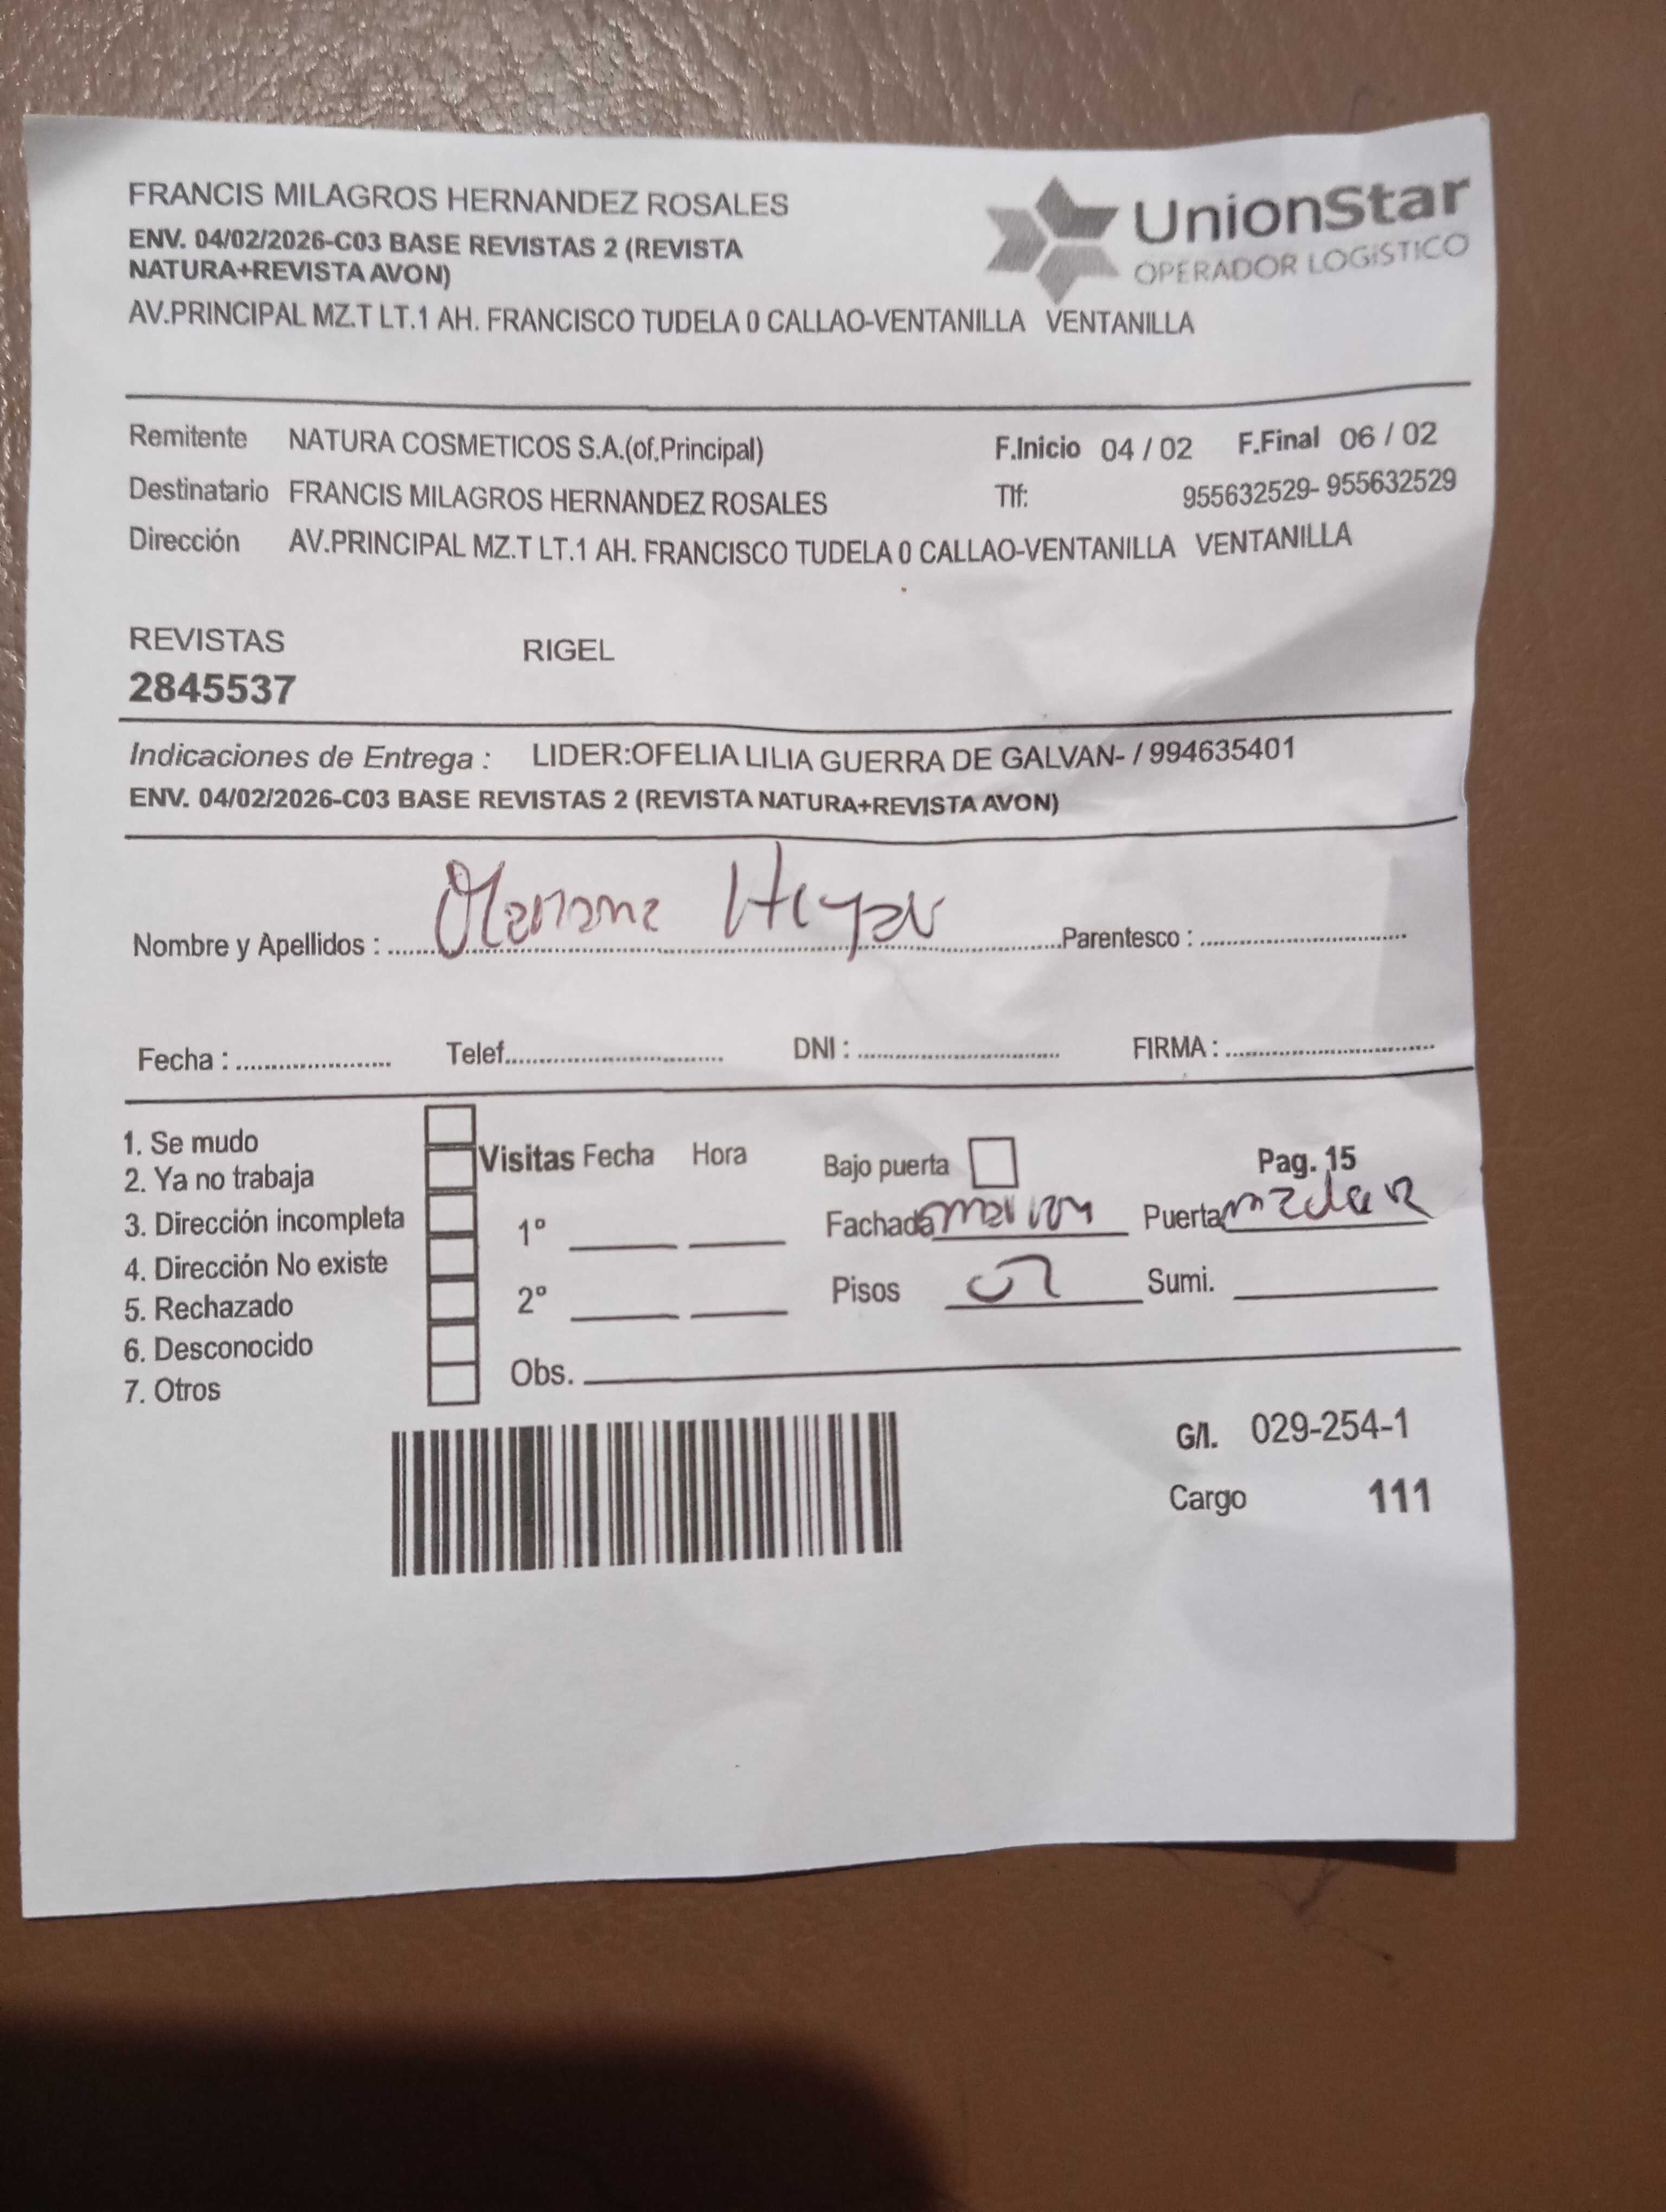 FRANCIS MILAGROS HERNANDEZ ROSALES
ENV. 04/02/2026-C03 BASE REVISTAS 2 (REVISTA
NATURA+REVISTA AVON)
UnionStar
OPERADOR LOGíSTICO
AV.PRINCIPAL MZ.T LT.1 AH. FRANCISCO TUDELA 0 CALLAO-VENTANILLA VENTANILLA
Remitente NATURA COSMETICOS S.A.(of.Principal) F.Inicio 04 / 02 F.Final 06 / 02
Destinatario FRANCIS MILAGROS HERNANDEZ ROSALES Tlf: 955632529- 955632529
Dirección AV.PRINCIPAL MZ.T LT.1 AH. FRANCISCO TUDELA 0 CALLAO-VENTANILLA VENTANILLA
REVISTAS RIGEL
2845537
Indicaciones de Entrega : LIDER:OFELIA LILIA GUERRA DE GALVAN- / 994635401
ENV. 04/02/2026-C03 BASE REVISTAS 2 (REVISTA NATURA+REVISTA AVON)
Nombre y Apellidos : Parentesco :
Fecha : Telef. DNI : FIRMA :
1. Se mudo
2. Ya no trabaja
3. Dirección incompleta
4. Dirección No existe
5. Rechazado
6. Desconocido
7. Otros
Visitas Fecha Hora
1º
2º
Obs.
Bajo puerta Pag. 15
Fachada marron Puerta
Pisos Sumi.
G/I. 029-254-1
Cargo 111